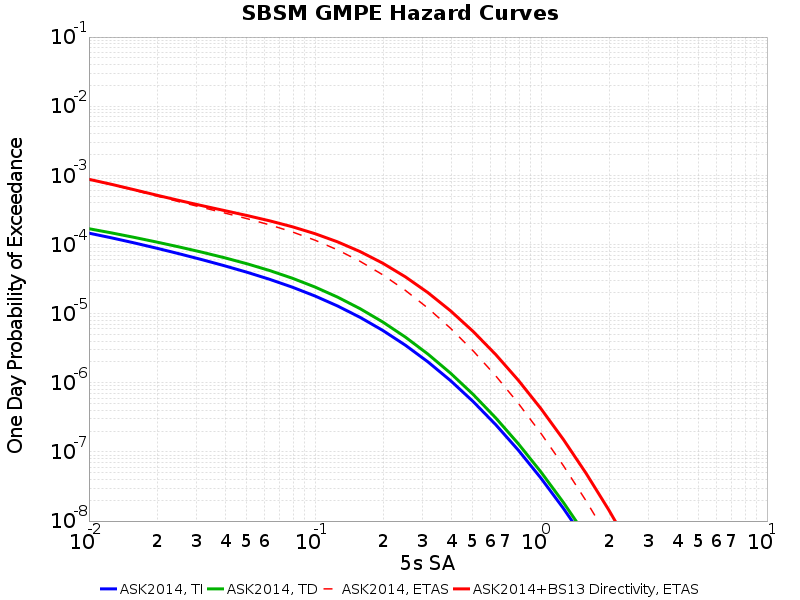 SBSM GMPE Hazard Curves
One Day Probability of Exceedance
10-1
10-2
10-3
10-4
10-5
10-6
10-7
10-8
10-2 2 3 4 5 6 10-1 2 3 4 5 6 7 100 2 3 4 5 6 7 101
5s SA
ASK2014, TI ASK2014, TD ASK2014, ETAS ASK2014+BS13 Directivity, ETAS